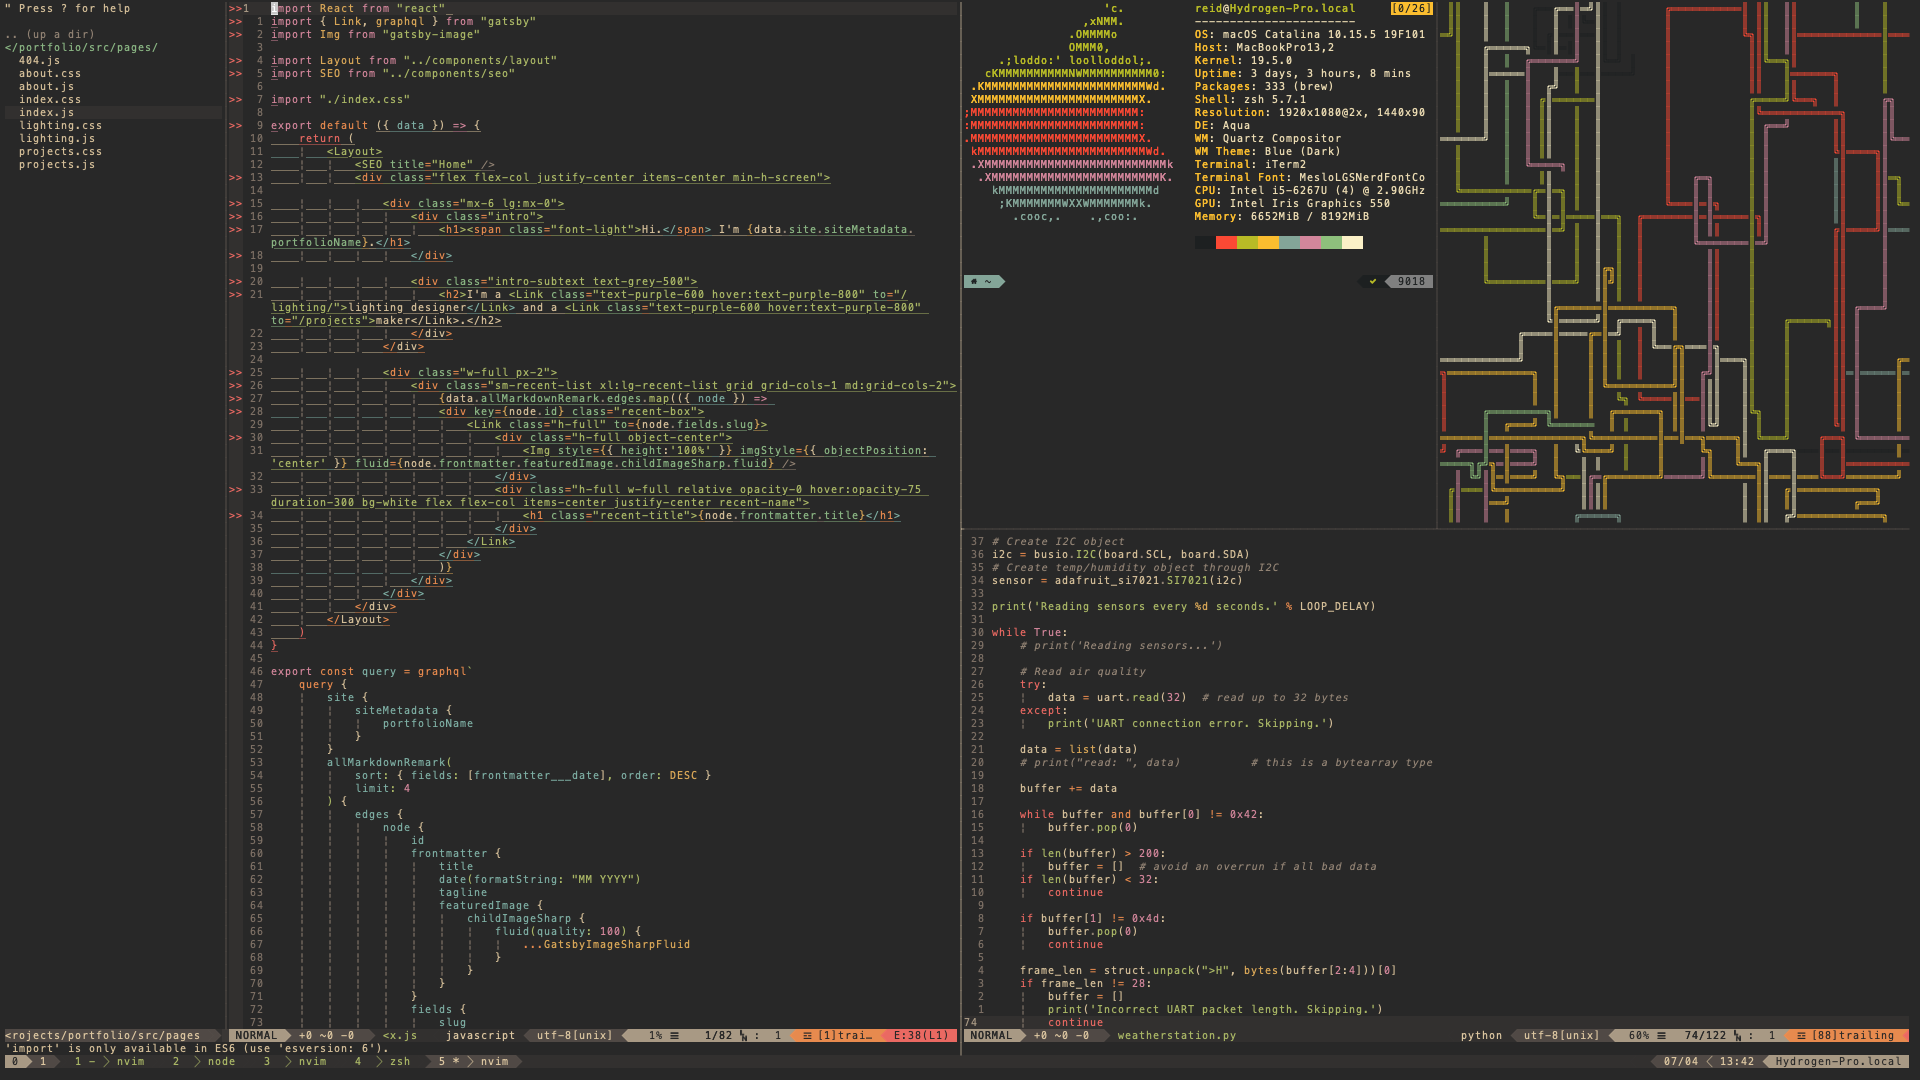 " Press ? for help
.. (up a dir)
</portfolio/src/pages/
404.js
about.css
about.js
index.css
index.js
lighting.css
lighting.js
projects.css
projects.js
>>1 import React from "react"
>> 1 import { Link, graphql } from "gatsby"
>> 2 import Img from "gatsby-image"
3
>> 4 import Layout from "../components/layout"
>> 5 import SEO from "../components/seo"
6
>> 7 import "./index.css"
8
>> 9 export default ({ data }) => {
10 return (
11 <Layout>
12 <SEO title="Home" />
>> 13 <div class="flex flex-col justify-center items-center min-h-screen">
14
>> 15 <div class="mx-6 lg:mx-0">
>> 16 <div class="intro">
>> 17 <h1><span class="font-light">Hi.</span> I'm {data.site.siteMetadata.
portfolioName}.</h1>
>> 18 </div>
19
>> 20 <div class="intro-subtext text-grey-500">
>> 21 <h2>I'm a <Link class="text-purple-600 hover:text-purple-800" to="/
lighting/">lighting designer</Link> and a <Link class="text-purple-600 hover:text-purple-800"
to="/projects">maker</Link>.</h2>
22 </div>
23 </div>
24
>> 25 <div class="w-full px-2">
>> 26 <div class="sm-recent-list xl:lg-recent-list grid grid-cols-1 md:grid-cols-2">
>> 27 {data.allMarkdownRemark.edges.map(({ node }) =>
>> 28 <div key={node.id} class="recent-box">
29 <Link class="h-full" to={node.fields.slug}>
>> 30 <div class="h-full object-center">
31 <Img style={{ height:'100%' }} imgStyle={{ objectPosition:
'center' }} fluid={node.frontmatter.featuredImage.childImageSharp.fluid} />
32 </div>
>> 33 <div class="h-full w-full relative opacity-0 hover:opacity-75
duration-300 bg-white flex flex-col items-center justify-center recent-name">
>> 34 <h1 class="recent-title">{node.frontmatter.title}</h1>
35 </div>
36 </Link>
37 </div>
38 )}
39 </div>
40 </div>
41 </div>
42 </Layout>
43 )
44 }
45
46 export const query = graphql`
47 query {
48 site {
49 siteMetadata {
50 portfolioName
51 }
52 }
53 allMarkdownRemark(
54 sort: { fields: [frontmatter___date], order: DESC }
55 limit: 4
56 ) {
57 edges {
58 node {
59 id
60 frontmatter {
61 title
62 date(formatString: "MM YYYY")
63 tagline
64 featuredImage {
65 childImageSharp {
66 fluid(quality: 100) {
67 ...GatsbyImageSharpFluid
68 }
69 }
70 }
71 }
72 fields {
73 slug
'c.
,xNMM.
.OMMMMo
OMMM0,
.;loddo:' loolloddol;.
cKMMMMMMMMMMNWMMMMMMMMMM0:
.KMMMMMMMMMMMMMMMMMMMMMMMWd.
XMMMMMMMMMMMMMMMMMMMMMMMX.
;MMMMMMMMMMMMMMMMMMMMMMMM:
:MMMMMMMMMMMMMMMMMMMMMMMM:
.MMMMMMMMMMMMMMMMMMMMMMMMX.
kMMMMMMMMMMMMMMMMMMMMMMMMWd.
.XMMMMMMMMMMMMMMMMMMMMMMMMMMk
.XMMMMMMMMMMMMMMMMMMMMMMMMK.
kMMMMMMMMMMMMMMMMMMMMMMd
;KMMMMMMMWXXWMMMMMMMk.
.cooc,. .,coo:.
reid@Hydrogen-Pro.local [0/26]
-----------------------
OS: macOS Catalina 10.15.5 19F101
Host: MacBookPro13,2
Kernel: 19.5.0
Uptime: 3 days, 3 hours, 8 mins
Packages: 333 (brew)
Shell: zsh 5.7.1
Resolution: 1920x1080@2x, 1440x90
DE: Aqua
WM: Quartz Compositor
WM Theme: Blue (Dark)
Terminal: iTerm2
Terminal Font: MesloLGSNerdFontCo
CPU: Intel i5-6267U (4) @ 2.90GHz
GPU: Intel Iris Graphics 550
Memory: 6652MiB / 8192MiB
~ ✔ 9018
37 # Create I2C object
36 i2c = busio.I2C(board.SCL, board.SDA)
35 # Create temp/humidity object through I2C
34 sensor = adafruit_si7021.SI7021(i2c)
33
32 print('Reading sensors every %d seconds.' % LOOP_DELAY)
31
30 while True:
29 # print('Reading sensors...')
28
27 # Read air quality
26 try:
25 data = uart.read(32) # read up to 32 bytes
24 except:
23 print('UART connection error. Skipping.')
22
21 data = list(data)
20 # print("read: ", data) # this is a bytearray type
19
18 buffer += data
17
16 while buffer and buffer[0] != 0x42:
15 buffer.pop(0)
14
13 if len(buffer) > 200:
12 buffer = [] # avoid an overrun if all bad data
11 if len(buffer) < 32:
10 continue
9
8 if buffer[1] != 0x4d:
7 buffer.pop(0)
6 continue
5
4 frame_len = struct.unpack(">H", bytes(buffer[2:4]))[0]
3 if frame_len != 28:
2 buffer = []
1 print('Incorrect UART packet length. Skipping.')
74 continue
<rojects/portfolio/src/pages
NORMAL +0 ~0 -0 <x.js javascript utf-8[unix] 1% ☰ 1/82 : 1 [1]trai… E:38(L1)
NORMAL +0 ~0 -0 weatherstation.py python utf-8[unix] 60% ☰ 74/122 : 1 [88]trailing
'import' is only available in ES6 (use 'esversion: 6').
0 1 1 - nvim 2 node 3 nvim 4 zsh 5 * nvim
07/04 < 13:42 Hydrogen-Pro.local